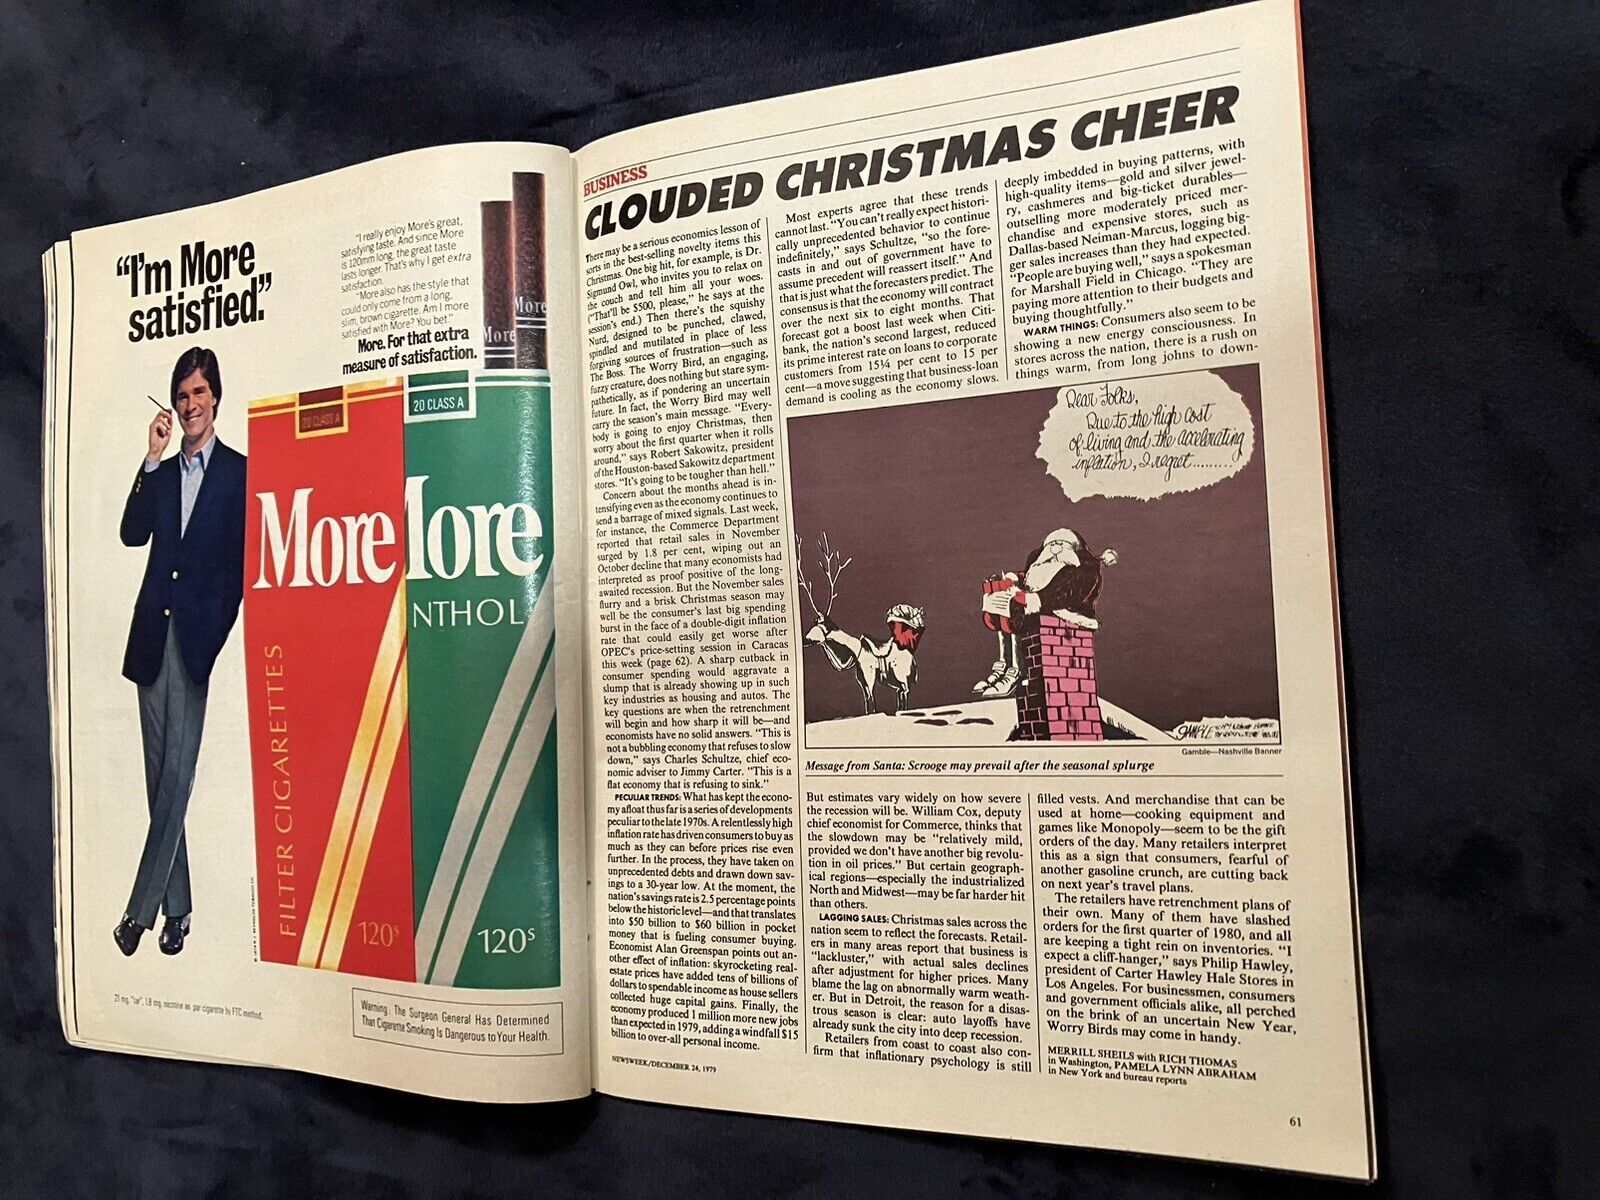 "I'm More
satisfied."
"I really enjoy More's great,
satisfying taste. And since More
is 120mm long, the great taste
lasts longer. That's why I get extra
satisfaction.
"More also has the style that
could only come from a long,
slim, brown cigarette. Am I more
satisfied with More? You bet."
More. For that extra
measure of satisfaction.
More
More
20 CLASS A
20 CLASS A
More
More
NTHOL
FILTER CIGARETTES
120s
120s
21 mg. "tar", 1.8 mg. nicotine av. per cigarette by FTC method.
Warning: The Surgeon General Has Determined
That Cigarette Smoking Is Dangerous to Your Health.
BUSINESS
CLOUDED CHRISTMAS CHEER
There may be a serious economics lesson of
sorts in the best-selling novelty items this
Christmas. One big hit, for example, is Dr.
Sigmund Owl, who invites you to relax on
the couch and tell him all your woes.
("That'll be $500, please," he says at the
session's end.) Then there's the squishy
Nurd, designed to be punched, clawed,
spindled and mutilated in place of less
forgiving sources of frustration—such as
The Boss. The Worry Bird, an engaging,
fuzzy creature, does nothing but stare sym-
pathetically, as if pondering an uncertain
future. In fact, the Worry Bird may well
carry the season's main message. "Every-
body is going to enjoy Christmas, then
worry about the first quarter when it rolls
around," says Robert Sakowitz, president
of the Houston-based Sakowitz department
stores. "It's going to be tougher than hell."
Concern about the months ahead is in-
tensifying even as the economy continues to
send a barrage of mixed signals. Last week,
for instance, the Commerce Department
reported that retail sales in November
surged by 1.8 per cent, wiping out an
October decline that many economists had
interpreted as proof positive of the long-
awaited recession. But the November sales
flurry and a brisk Christmas season may
well be the consumer's last big spending
burst in the face of a double-digit inflation
rate that could easily get worse after
OPEC's price-setting session in Caracas
this week (page 62). A sharp cutback in
consumer spending would aggravate a
slump that is already showing up in such
key industries as housing and autos. The
key questions are when the retrenchment
will begin and how sharp it will be—and
economists have no solid answers. "This is
not a bubbling economy that refuses to slow
down," says Charles Schultze, chief eco-
nomic adviser to Jimmy Carter. "This is a
flat economy that is refusing to sink."
PECULIAR TRENDS: What has kept the econo-
my afloat thus far is a series of developments
peculiar to the late 1970s. A relentlessly high
inflation rate has driven consumers to buy as
much as they can before prices rise even
further. In the process, they have taken on
unprecedented debts and drawn down sav-
ings to a 30-year low. At the moment, the
nation's savings rate is 2.5 percentage points
below the historic level—and that translates
into $50 billion to $60 billion in pocket
money that is fueling consumer buying.
Economist Alan Greenspan points out an-
other effect of inflation: skyrocketing real-
estate prices have added tens of billions of
dollars to spendable income as house sellers
collected huge capital gains. Finally, the
economy produced 1 million more new jobs
than expected in 1979, adding a windfall $15
billion to over-all personal income.
Most experts agree that these trends
cannot last. "You can't really expect histori-
cally unprecedented behavior to continue
indefinitely," says Schultze, "so the fore-
casts in and out of government have to
assume precedent will reassert itself." And
that is just what the forecasters predict. The
consensus is that the economy will contract
over the next six to eight months. That
forecast got a boost last week when Citi-
bank, the nation's second largest, reduced
its prime interest rate on loans to corporate
customers from 15¼ per cent to 15 per
cent—a move suggesting that business-loan
demand is cooling as the economy slows.
deeply imbedded in buying patterns, with
high-quality items—gold and silver jewel-
ry, cashmeres and big-ticket durables—
outselling more moderately priced mer-
chandise and expensive stores, such as
Dallas-based Neiman-Marcus, logging big-
ger sales increases than they had expected.
"People are buying well," says a spokesman
for Marshall Field in Chicago. "They are
paying more attention to their budgets and
buying thoughtfully."
WARM THINGS: Consumers also seem to be
showing a new energy consciousness. In
stores across the nation, there is a rush on
things warm, from long johns to down-
Dear Folks,
Due to the high cost
of living and the accelerating
inflation, I regret.........
GAMBLE
Gamble—Nashville Banner
Message from Santa: Scrooge may prevail after the seasonal splurge
But estimates vary widely on how severe
the recession will be. William Cox, deputy
chief economist for Commerce, thinks that
the slowdown may be "relatively mild,
provided we don't have another big revolu-
tion in oil prices." But certain geograph-
ical regions—especially the industrialized
North and Midwest—may be far harder hit
than others.
LAGGING SALES: Christmas sales across the
nation seem to reflect the forecasts. Retail-
ers in many areas report that business is
"lackluster," with actual sales declines
after adjustment for higher prices. Many
blame the lag on abnormally warm weath-
er. But in Detroit, the reason for a disas-
trous season is clear: auto layoffs have
already sunk the city into deep recession.
Retailers from coast to coast also con-
firm that inflationary psychology is still
filled vests. And merchandise that can be
used at home—cooking equipment and
games like Monopoly—seem to be the gift
orders of the day. Many retailers interpret
this as a sign that consumers, fearful of
another gasoline crunch, are cutting back
on next year's travel plans.
The retailers have retrenchment plans of
their own. Many of them have slashed
orders for the first quarter of 1980, and all
are keeping a tight rein on inventories. "I
expect a cliff-hanger," says Philip Hawley,
president of Carter Hawley Hale Stores in
Los Angeles. For businessmen, consumers
and government officials alike, all perched
on the brink of an uncertain New Year,
Worry Birds may come in handy.
MERRILL SHEILS with RICH THOMAS
in Washington, PAMELA LYNN ABRAHAM
in New York and bureau reports
NEWSWEEK/DECEMBER 24, 1979
61